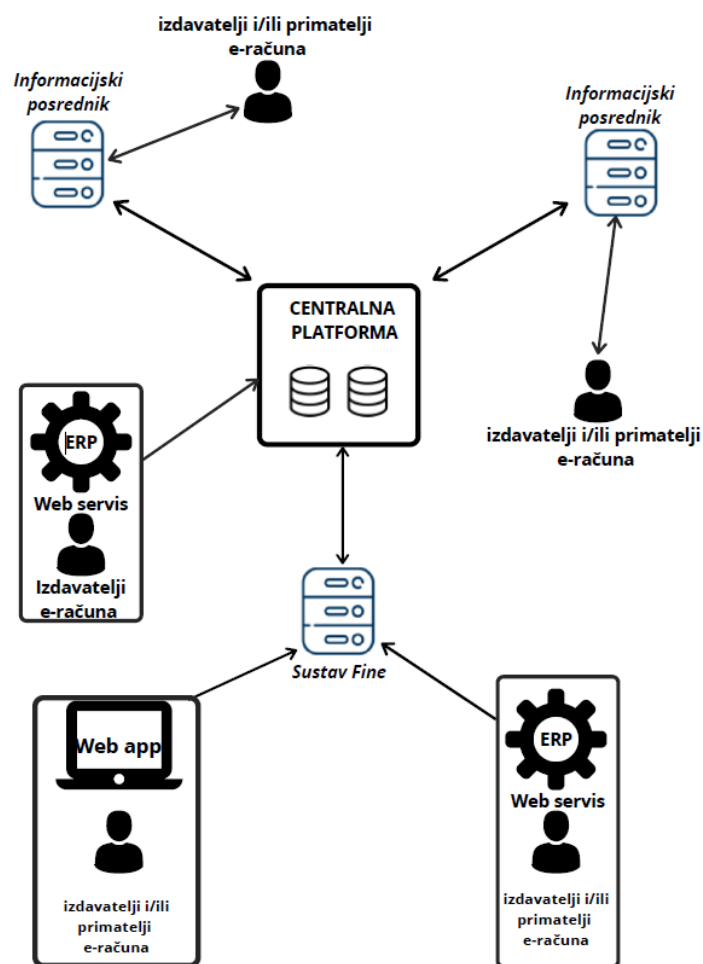 izdavatelji i/ili primatelji
e-računa
Informacijski
posrednik
Informacijski
posrednik
CENTRALNA
PLATFORMA
izdavatelji i/ili primatelji
e-računa
ERP
Web servis
Izdavatelji
e-računa
Sustav Fine
Web app
izdavatelji i/ili
primatelji
e-računa
ERP
Web servis
izdavatelji i/ili
primatelji
e-računa